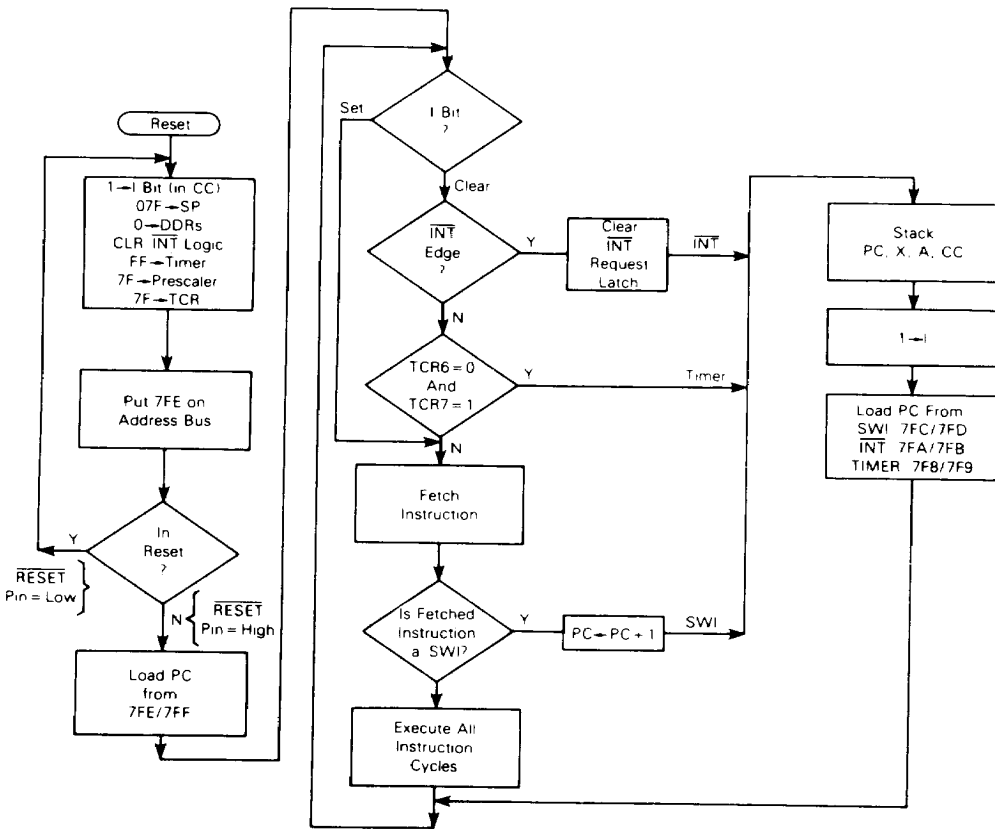 Reset
1→I Bit (in CC)
07F→SP
0→DDRs
CLR INT Logic
FF→Timer
7F→Prescaler
7F→TCR
Put 7FE on
Address Bus
In
Reset
?
Y
RESET
Pin = Low
N
RESET
Pin = High
Load PC
from
7FE/7FF
I Bit
?
Set
Clear
INT
Edge
?
Y
Clear
INT
Request
Latch
INT
N
TCR6 = 0
And
TCR7 = 1
Y
Timer
N
Fetch
Instruction
Is Fetched
Instruction
a SWI?
Y
PC ← PC + 1
SWI
Execute All
Instruction
Cycles
Stack
PC, X, A, CC
1→I
Load PC From
SWI 7FC/7FD
INT 7FA/7FB
TIMER 7F8/7F9